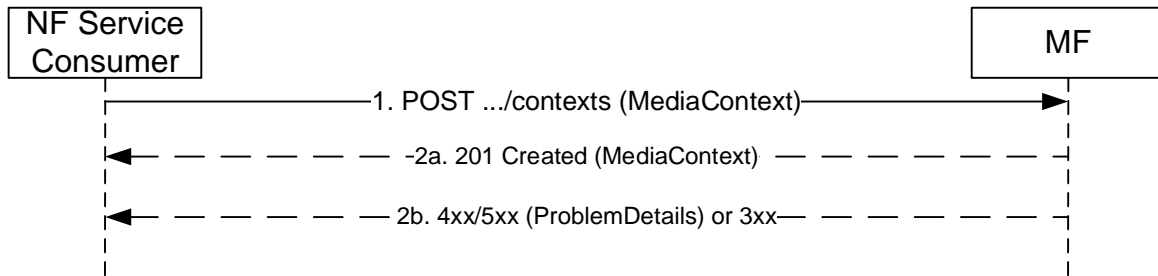 NF Service
Consumer
MF
1. POST .../contexts (MediaContext)
2a. 201 Created (MediaContext)
2b. 4xx/5xx (ProblemDetails) or 3xx